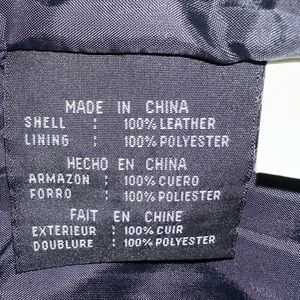 MADE IN CHINA
SHELL : 100% LEATHER
LINING : 100% POLYESTER
HECHO EN CHINA
ARMAZON : 100% CUERO
FORRO : 100% POLIESTER
FAIT EN CHINE
EXTERIEUR : 100% CUIR
DOUBLURE : 100% POLYESTER